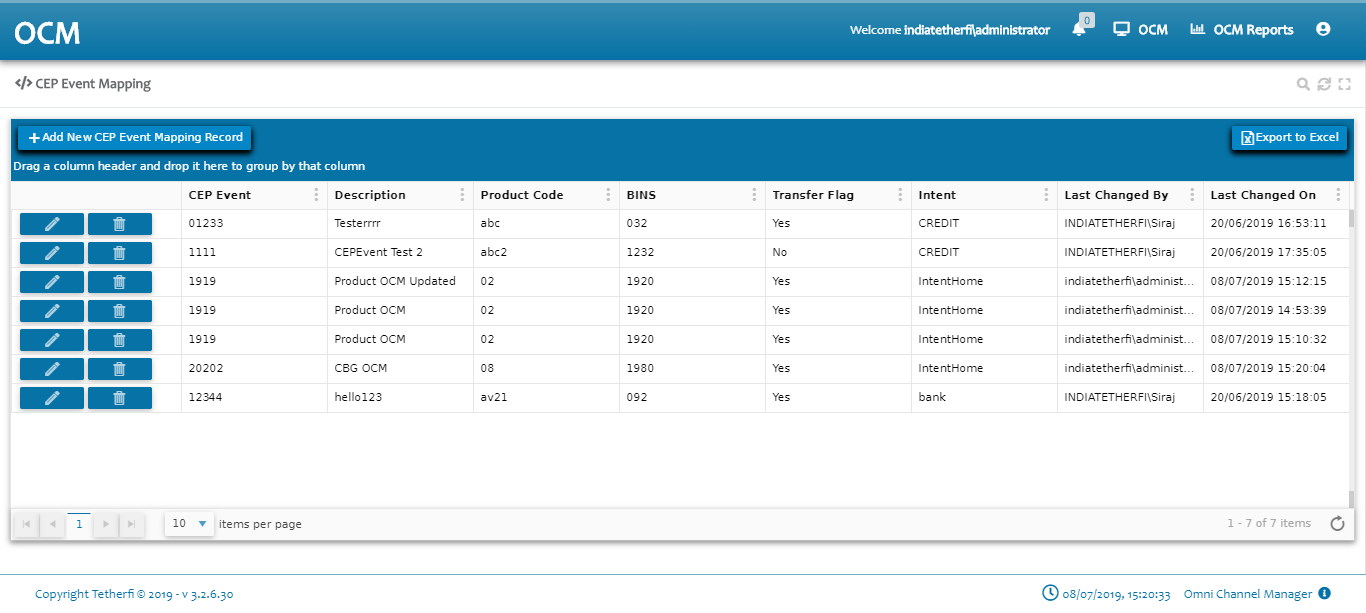 OCM
Welcome indiatetherfi\administrator 0 OCM OCM Reports
</> CEP Event Mapping
+ Add New CEP Event Mapping Record Export to Excel
Drag a column header and drop it here to group by that column
CEP Event Description Product Code BINS Transfer Flag Intent Last Changed By Last Changed On
01233 Testerrrr abc 032 Yes CREDIT INDIATETHERFI\Siraj 20/06/2019 16:53:11
1111 CEPEvent Test 2 abc2 1232 No CREDIT INDIATETHERFI\Siraj 20/06/2019 17:35:05
1919 Product OCM Updated 02 1920 Yes IntentHome indiatetherfi\administ... 08/07/2019 15:12:15
1919 Product OCM 02 1920 Yes IntentHome indiatetherfi\administ... 08/07/2019 14:53:39
1919 Product OCM 02 1920 Yes IntentHome indiatetherfi\administ... 08/07/2019 15:10:32
20202 CBG OCM 08 1980 Yes IntentHome indiatetherfi\administ... 08/07/2019 15:20:04
12344 hello123 av21 092 Yes bank INDIATETHERFI\Siraj 20/06/2019 15:18:05
1 10 items per page 1 - 7 of 7 items
Copyright Tetherfi © 2019 - v 3.2.6.30 08/07/2019, 15:20:33 Omni Channel Manager